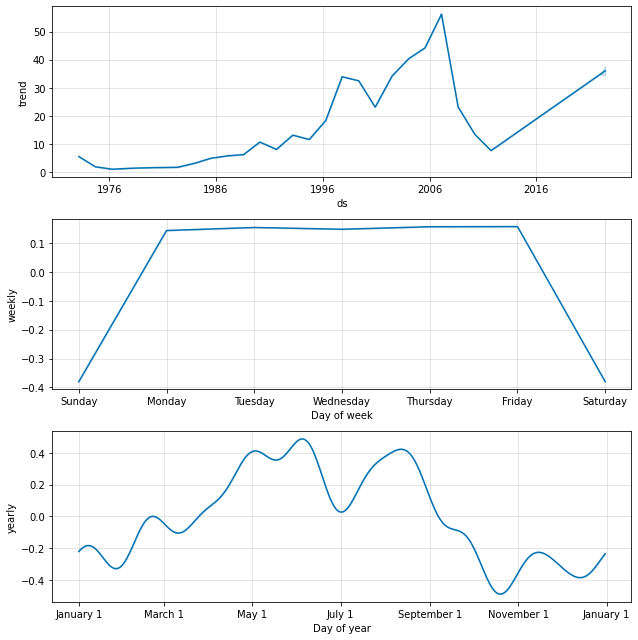 50
40
30
20
10
0
trend
1976 1986 1996 2006 2016
ds
0.1
0.0
−0.1
−0.2
−0.3
−0.4
weekly
Sunday Monday Tuesday Wednesday Thursday Friday Saturday
Day of week
0.4
0.2
0.0
−0.2
−0.4
yearly
January 1 March 1 May 1 July 1 September 1 November 1 January 1
Day of year